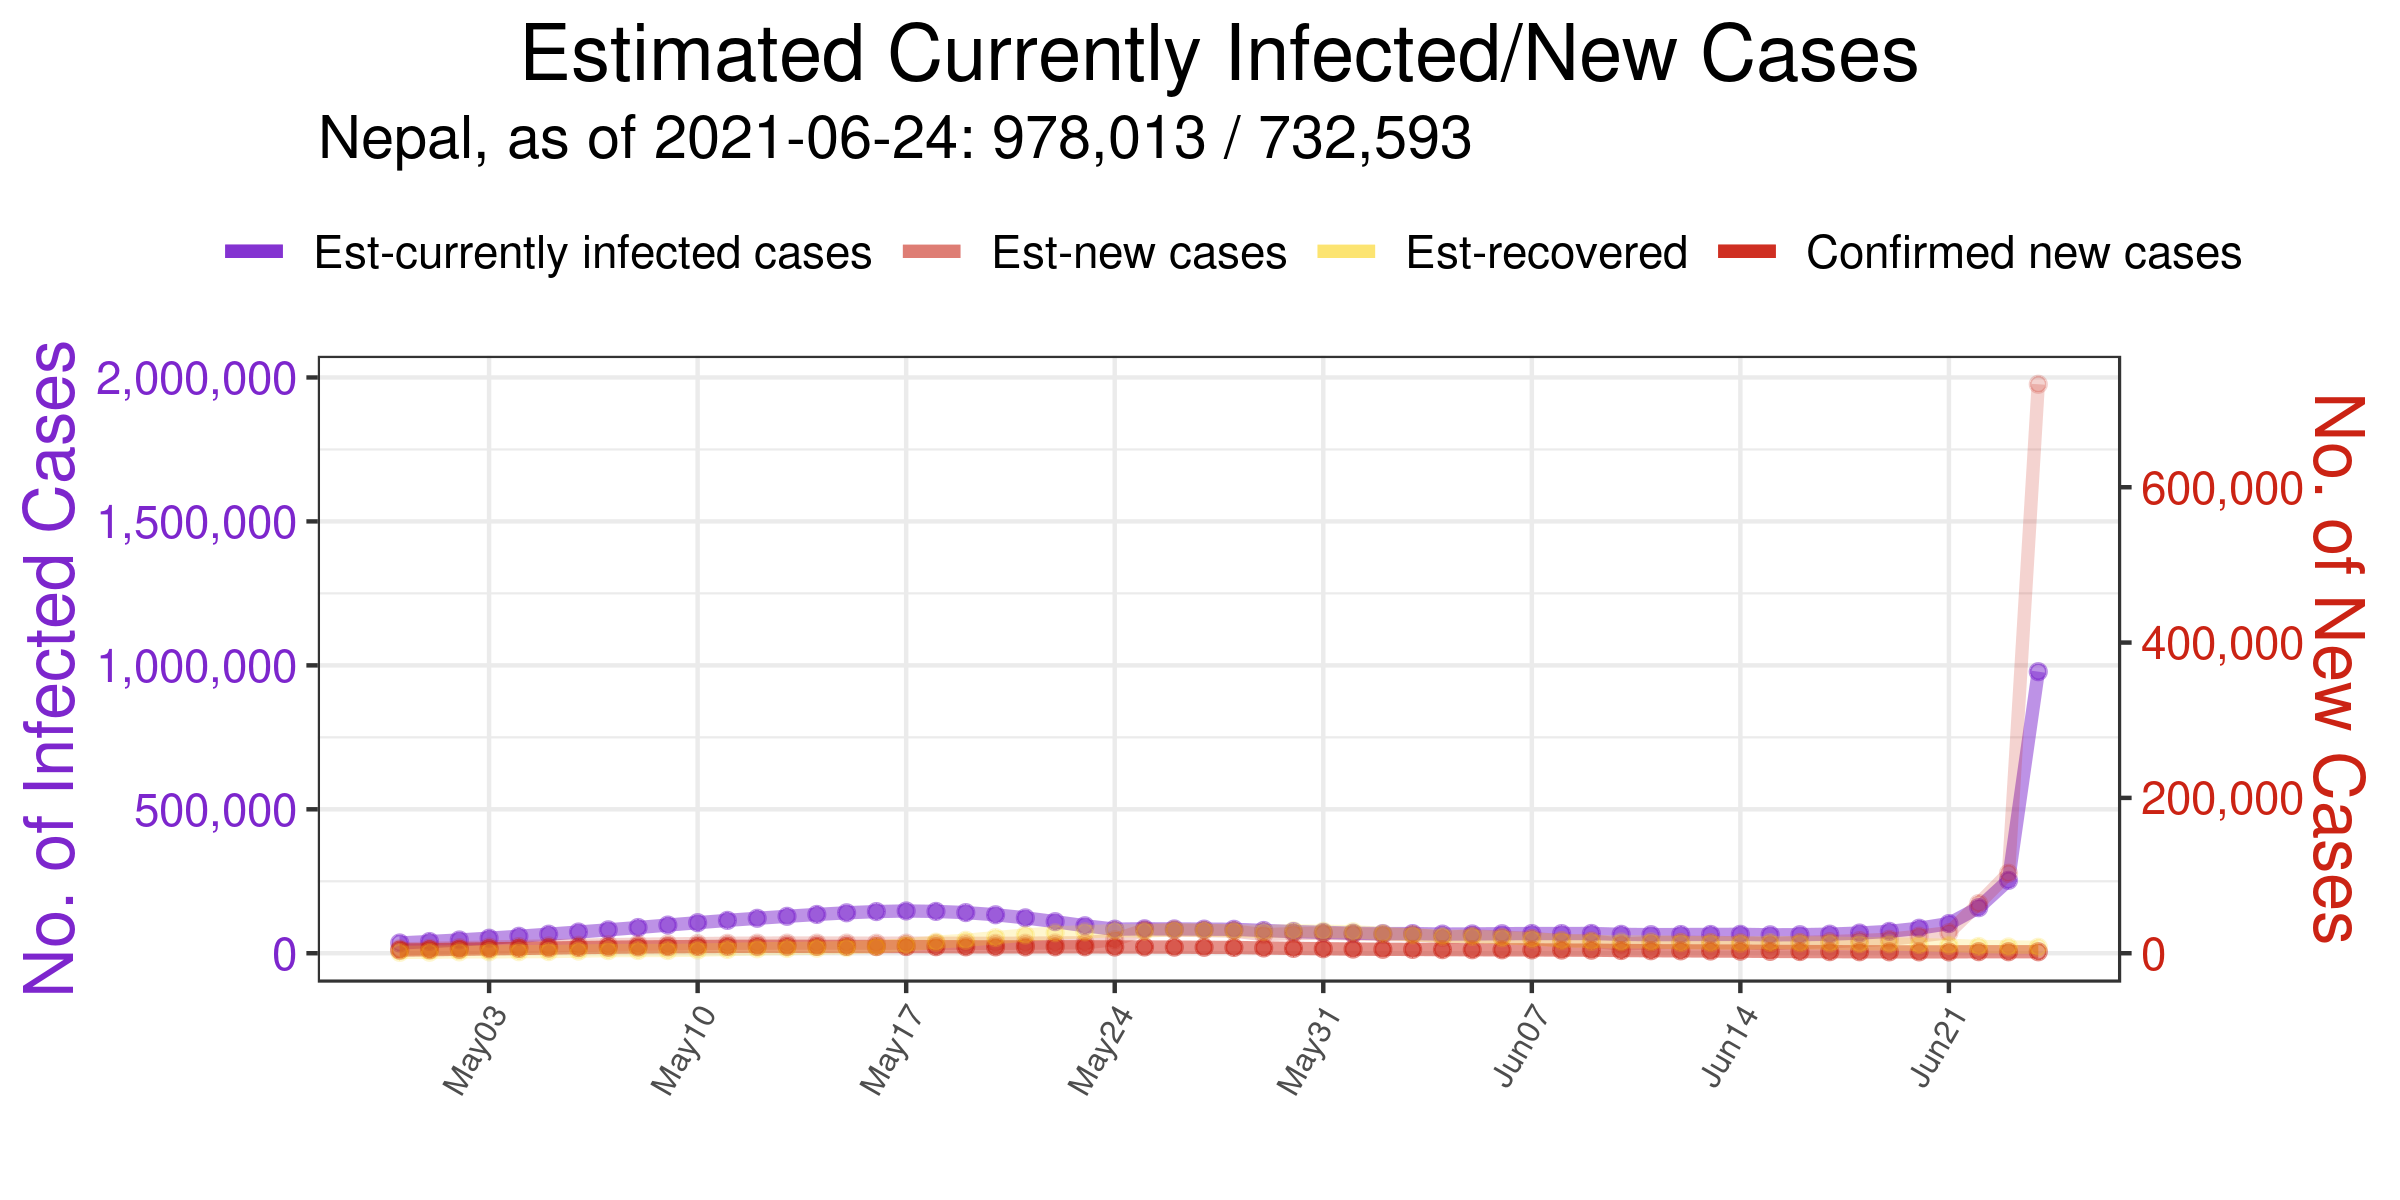 Estimated Currently Infected/New Cases
Nepal, as of 2021-06-24: 978,013 / 732,593
Est-currently infected cases Est-new cases Est-recovered Confirmed new cases
No. of Infected Cases
2,000,000
1,500,000
1,000,000
500,000
0
600,000
400,000
200,000
0
No. of New Cases
May03 May10 May17 May24 May31 Jun07 Jun14 Jun21